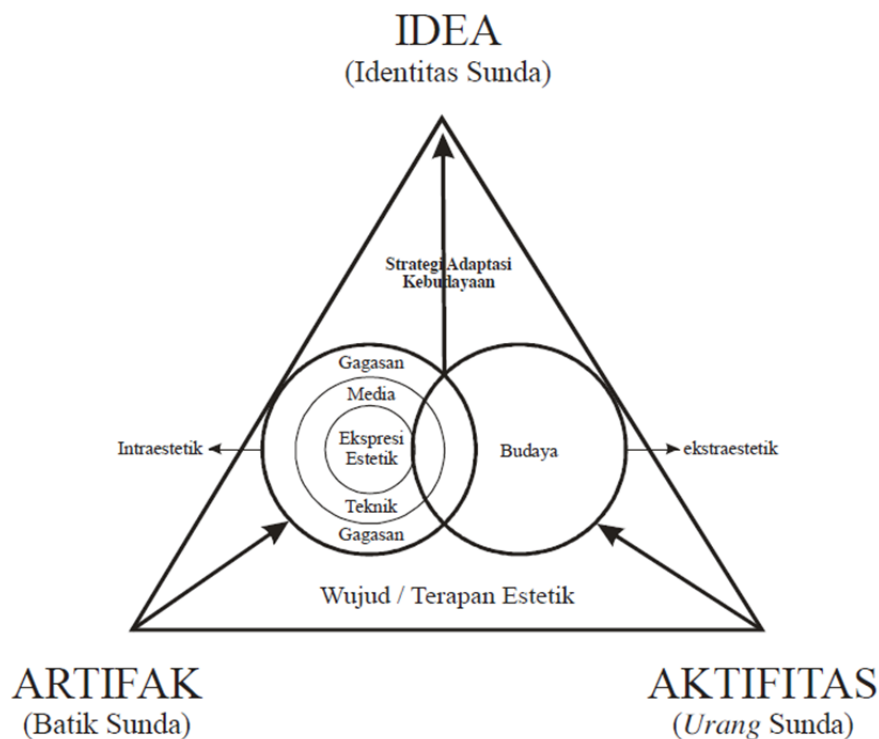 IDEA
(Identitas Sunda)
Strategi Adaptasi
Kebudayaan
Gagasan
Media
Ekspresi
Estetik
Teknik
Gagasan
Intraestetik
Budaya
ekstraestetik
Wujud / Terapan Estetik
ARTIFAK
(Batik Sunda)
AKTIFITAS
(Urang Sunda)